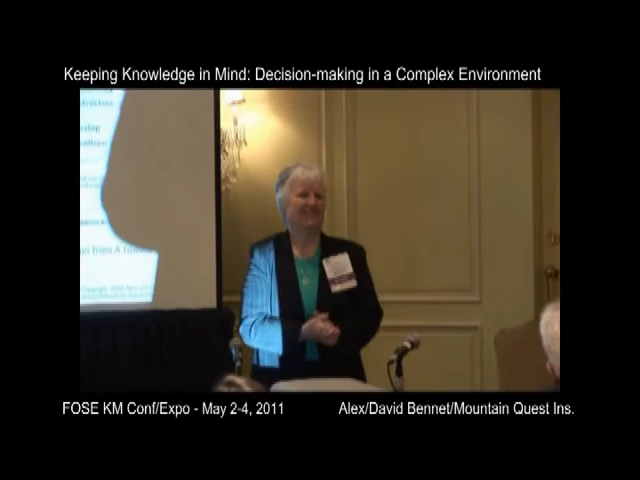 Keeping Knowledge in Mind: Decision-making in a Complex Environment
FOSE KM Conf/Expo - May 2-4, 2011
Alex/David Bennet/Mountain Quest Ins.